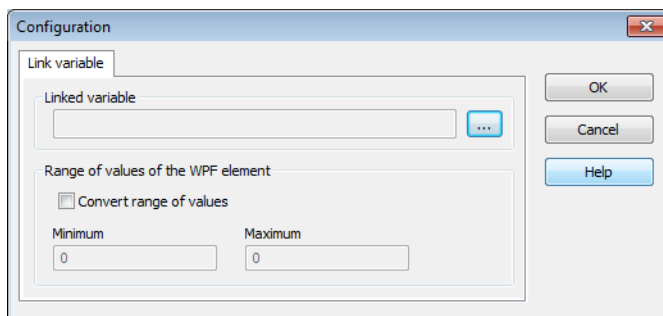 Configuration
Link variable
Linked variable
...
Range of values of the WPF element
Convert range of values
Minimum
Maximum
0
0
OK
Cancel
Help